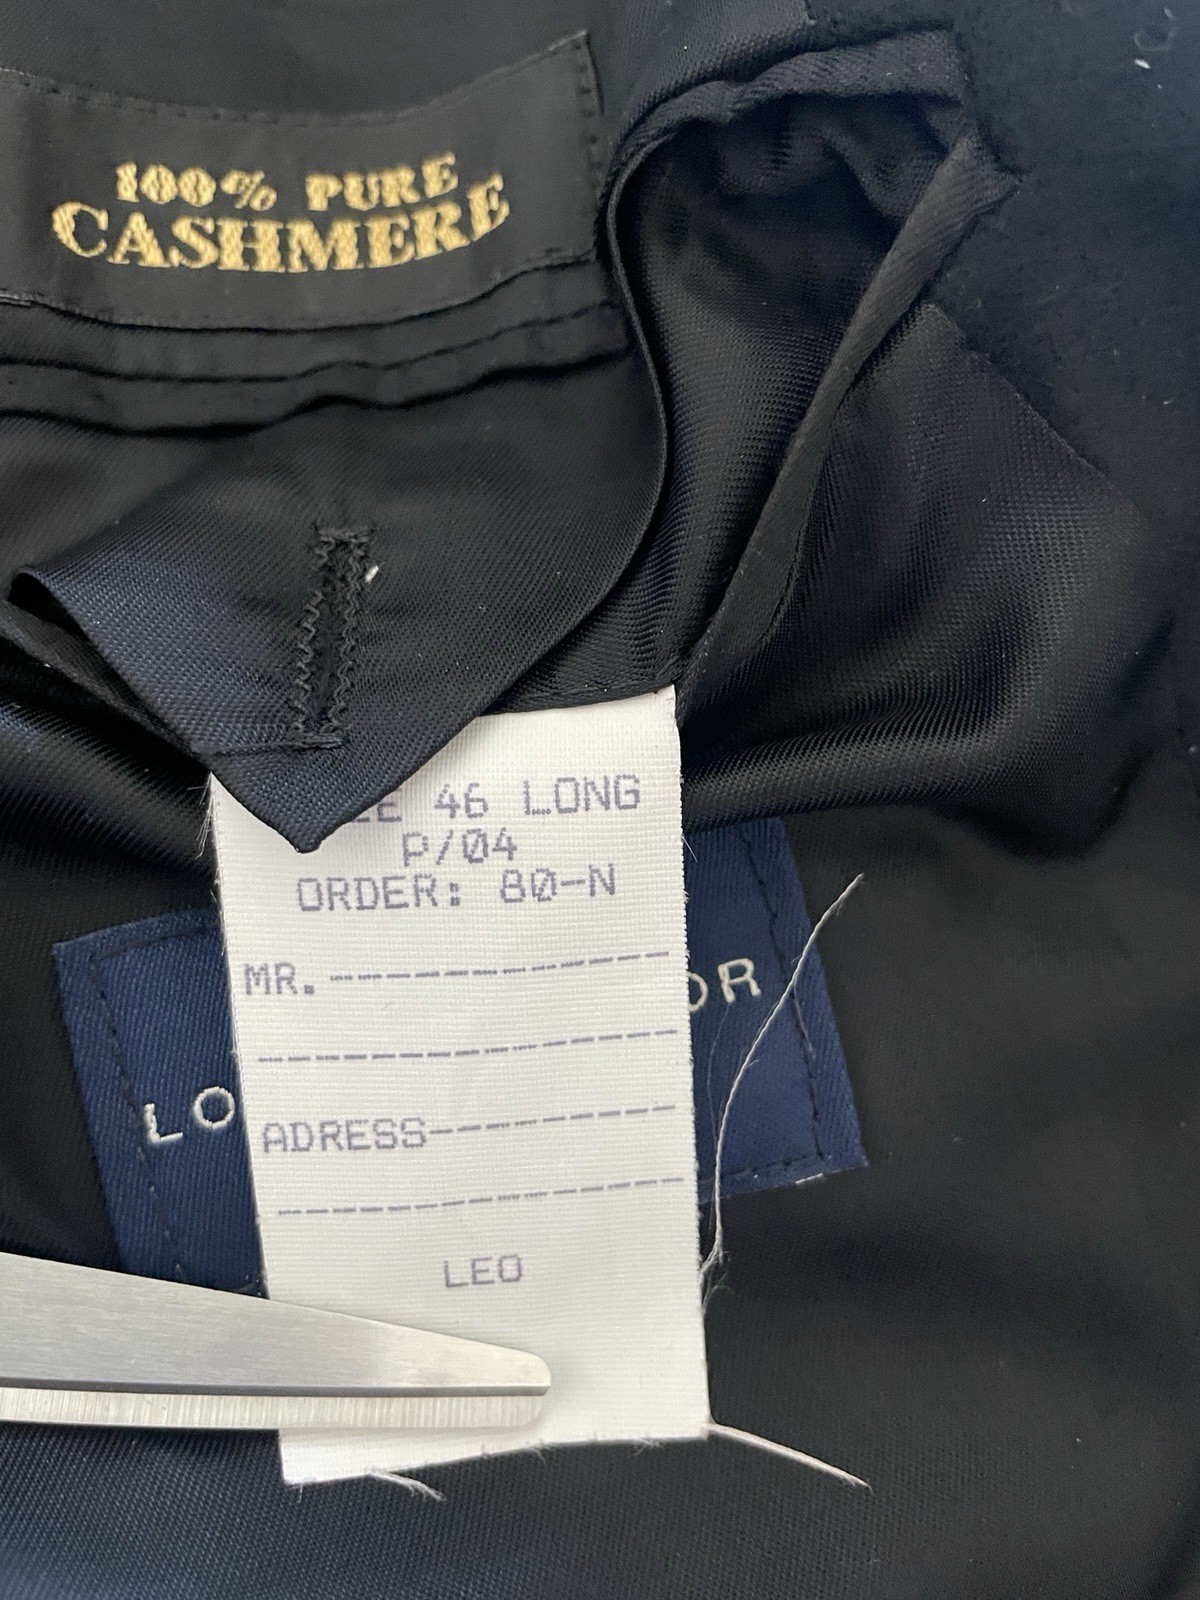 100% PURE
CASHMERE
46 LONG
P/04
ORDER: 80-N
MR.
ADRESS
LEO